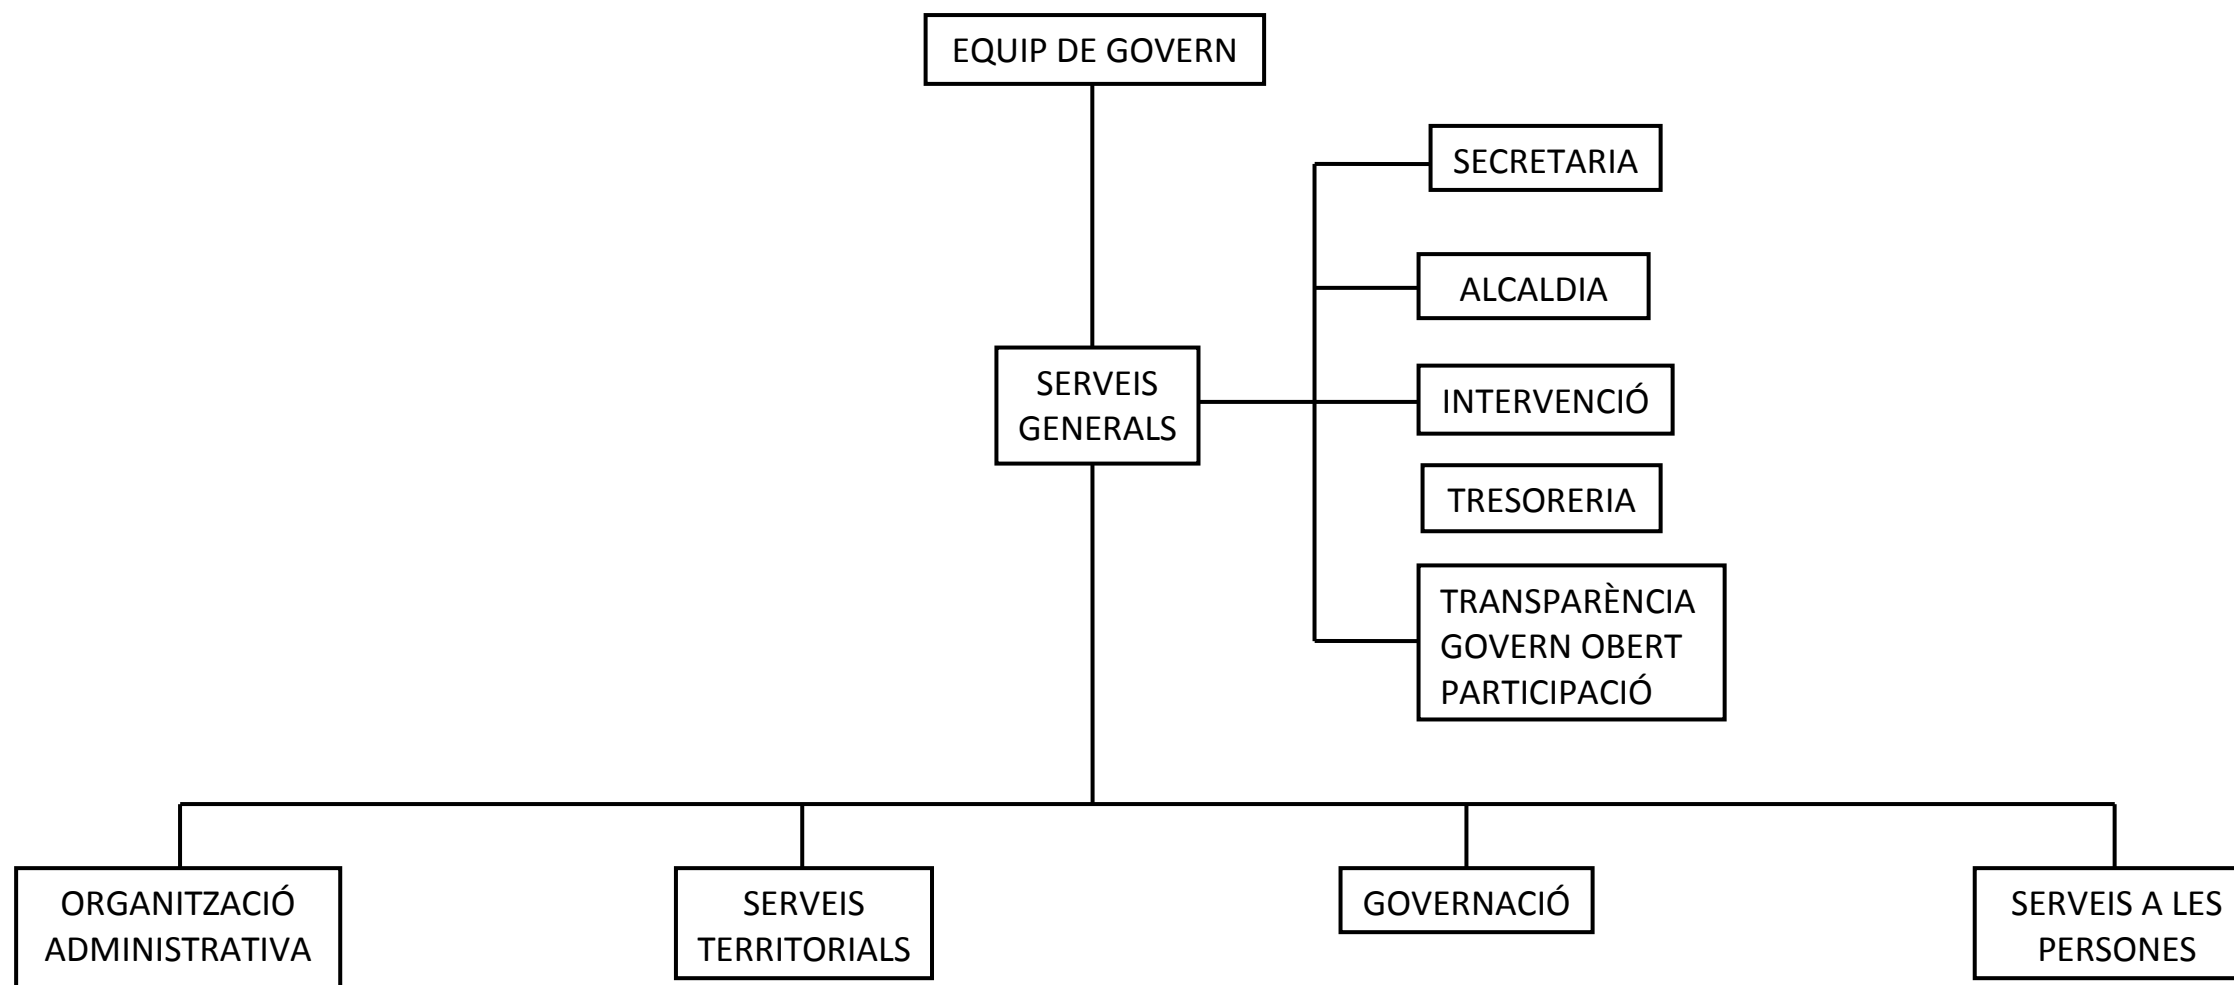 EQUIP DE GOVERN
SECRETARIA
ALCALDIA
SERVEIS
GENERALS
INTERVENCIÓ
TRESORERIA
TRANSPARÈNCIA
GOVERN OBERT
PARTICIPACIÓ
ORGANITZACIÓ
ADMINISTRATIVA
SERVEIS
TERRITORIALS
GOVERNACIÓ
SERVEIS A LES
PERSONES